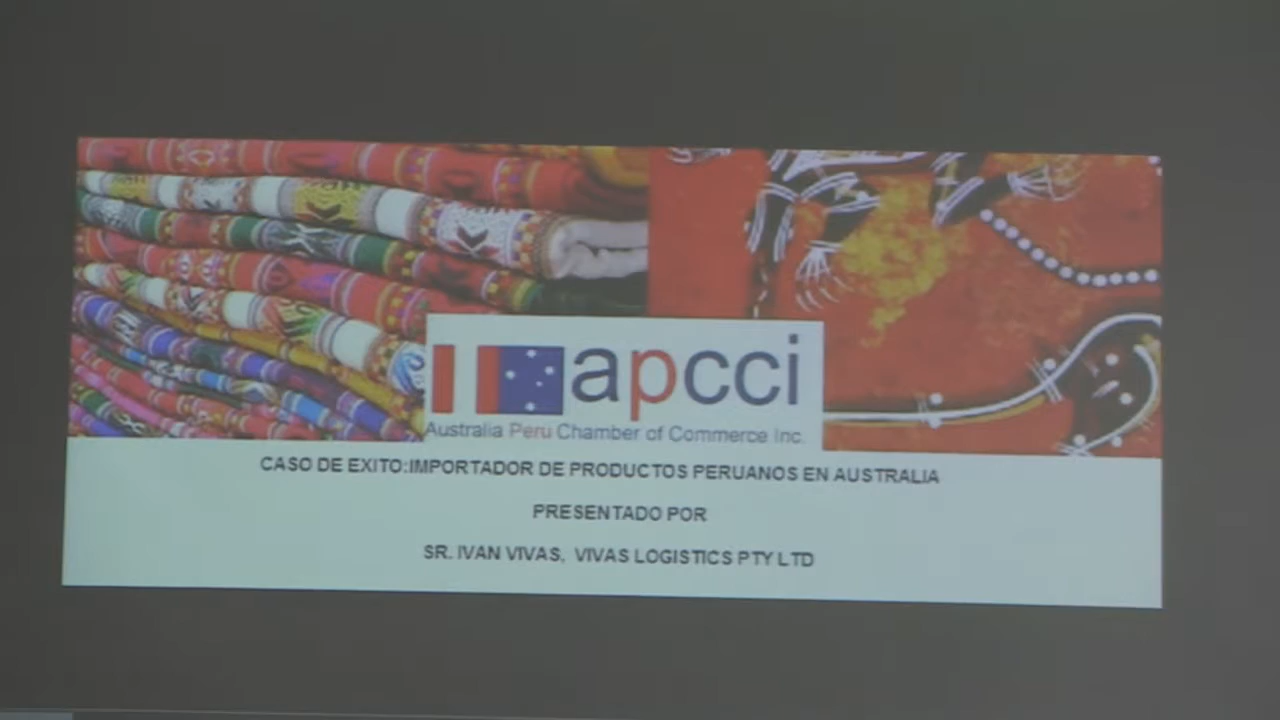 apcci
Australia Peru Chamber of Commerce Inc.
CASO DE EXITO:IMPORTADOR DE PRODUCTOS PERUANOS EN AUSTRALIA
PRESENTADO POR
SR. IVAN VIVAS, VIVAS LOGISTICS PTY LTD